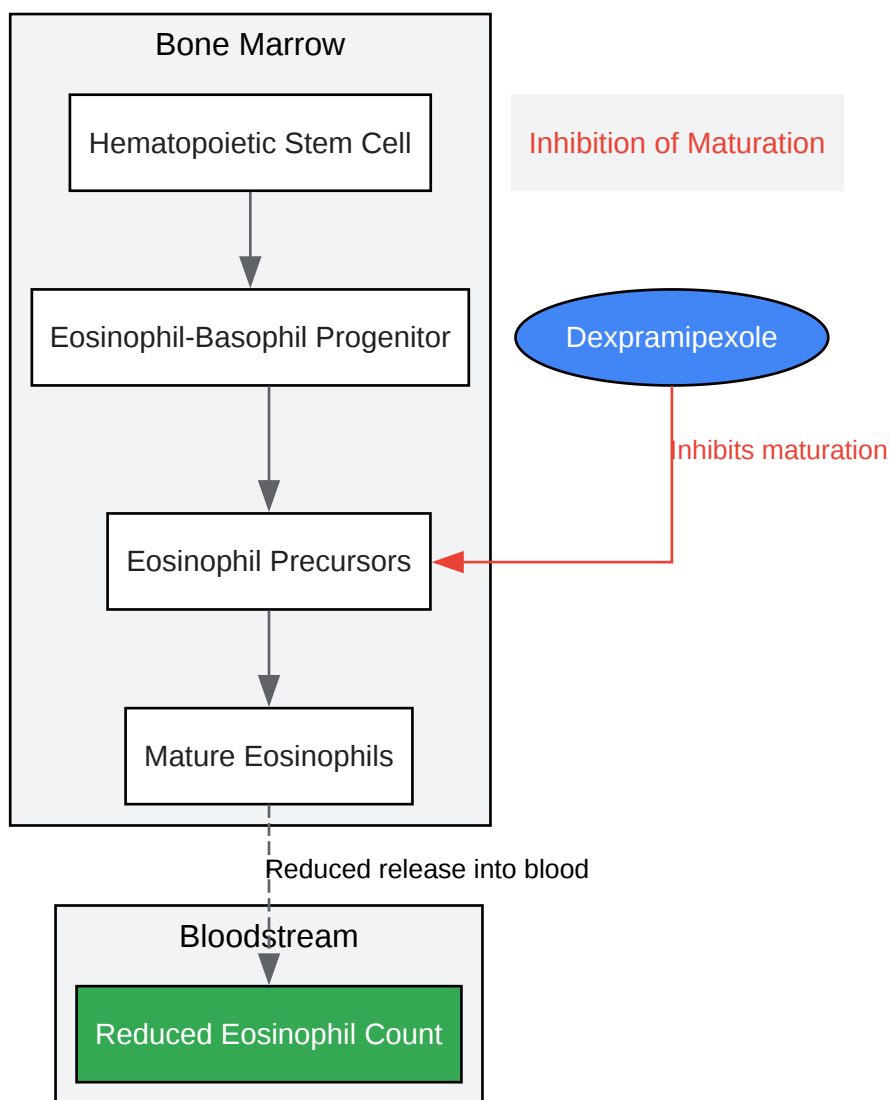 Bone Marrow
Hematopoietic Stem Cell
Inhibition of Maturation
Eosinophil-Basophil Progenitor
Dexpramipexole
Inhibits maturation
Eosinophil Precursors
Mature Eosinophils
Reduced release into blood
Bloodstream
Reduced Eosinophil Count